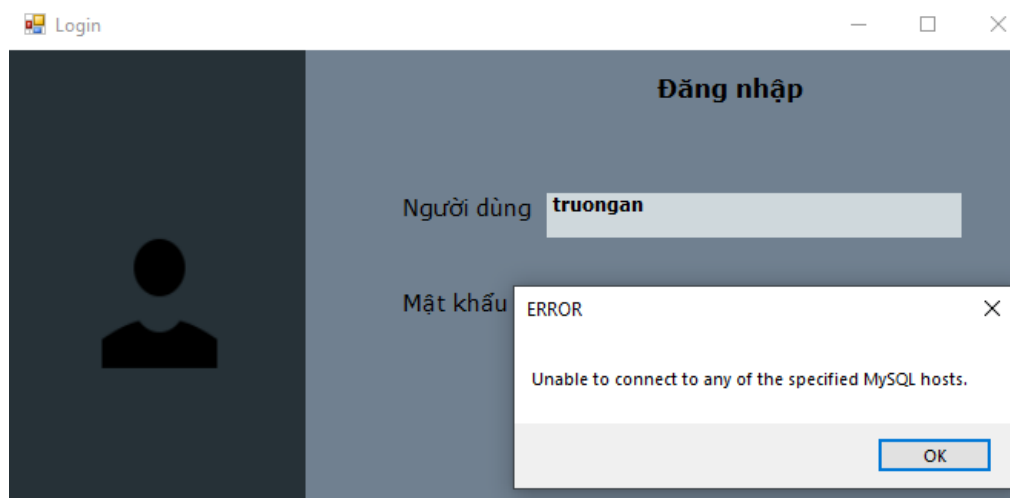 Login
Đăng nhập
Người dùng truongan
Mật khẩu
ERROR
Unable to connect to any of the specified MySQL hosts.
OK